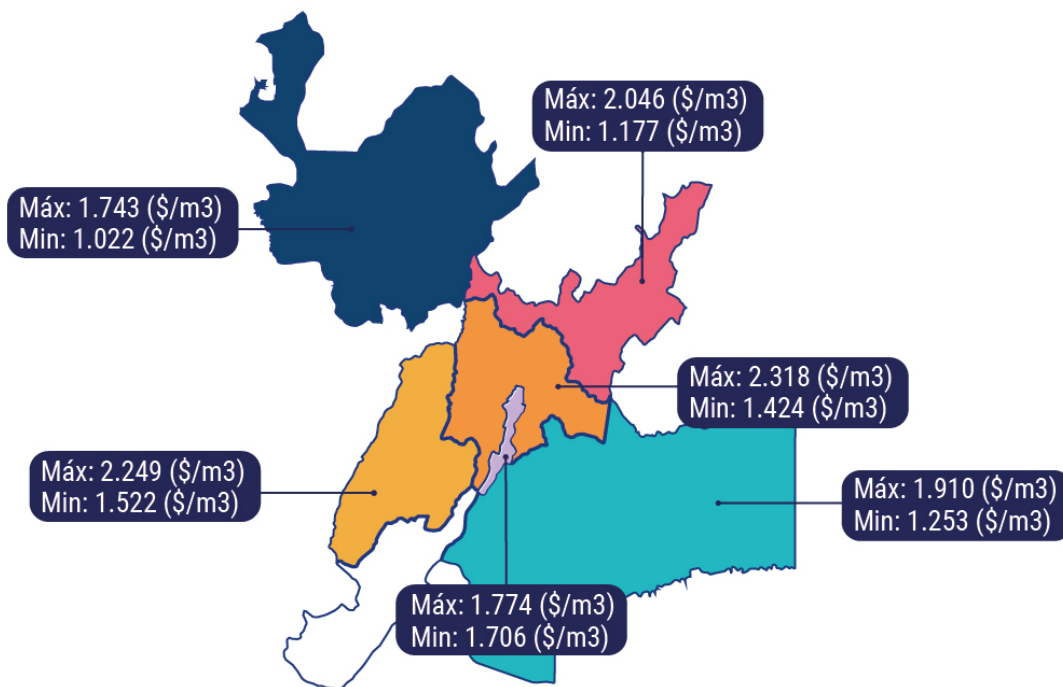 Máx: 2.046 ($/m3)
Min: 1.177 ($/m3)
Máx: 1.743 ($/m3)
Min: 1.022 ($/m3)
Máx: 2.318 ($/m3)
Min: 1.424 ($/m3)
Máx: 2.249 ($/m3)
Min: 1.522 ($/m3)
Máx: 1.910 ($/m3)
Min: 1.253 ($/m3)
Máx: 1.774 ($/m3)
Min: 1.706 ($/m3)